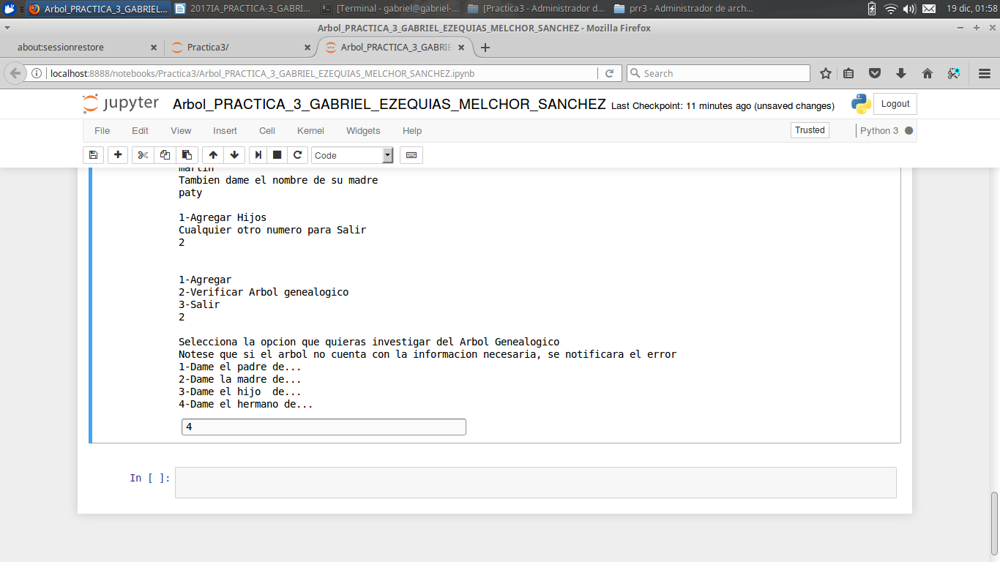 Arbol_PRACTICA_3_GABRIEL...
2017IA_PRACTICA-3_GABRI...
[Terminal - gabriel@gabriel-...
[Practica3 - Administrador d...
prr3 - Administrador de arch...
19 dic, 01:58
Arbol_PRACTICA_3_GABRIEL_EZEQUIAS_MELCHOR_SANCHEZ - Mozilla Firefox
about:sessionrestore
Practica3/
Arbol_PRACTICA_3_GABRIE
localhost:8888/notebooks/Practica3/Arbol_PRACTICA_3_GABRIEL_EZEQUIAS_MELCHOR_SANCHEZ.ipynb
Search
jupyter Arbol_PRACTICA_3_GABRIEL_EZEQUIAS_MELCHOR_SANCHEZ Last Checkpoint: 11 minutes ago (unsaved changes)
Logout
File Edit View Insert Cell Kernel Widgets Help
Trusted
Python 3
Code
martin
Tambien dame el nombre de su madre
paty
1-Agregar Hijos
Cualquier otro numero para Salir
2
1-Agregar
2-Verificar Arbol genealogico
3-Salir
2
Selecciona la opcion que quieras investigar del Arbol Genealogico
Notese que si el arbol no cuenta con la informacion necesaria, se notificara el error
1-Dame el padre de...
2-Dame la madre de...
3-Dame el hijo  de...
4-Dame el hermano de...
4
In [ ]: